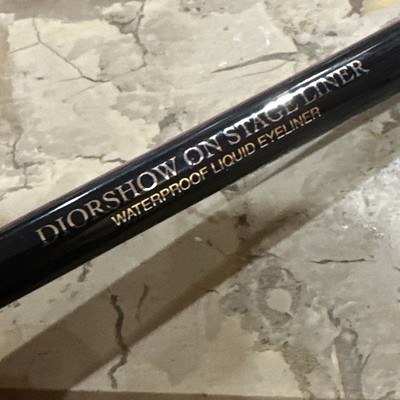 DIORSHOW ON STAGE LINER
WATERPROOF LIQUID EYELINER